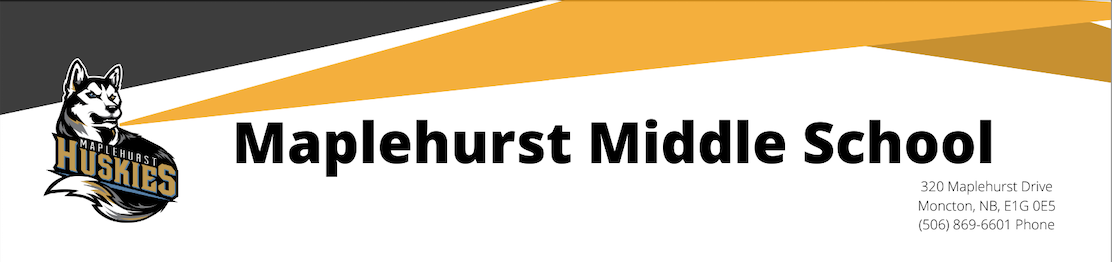 MAPLEHURST
HUSKIES
Maplehurst Middle School
320 Maplehurst Drive
Moncton, NB, E1G 0E5
(506) 869-6601 Phone